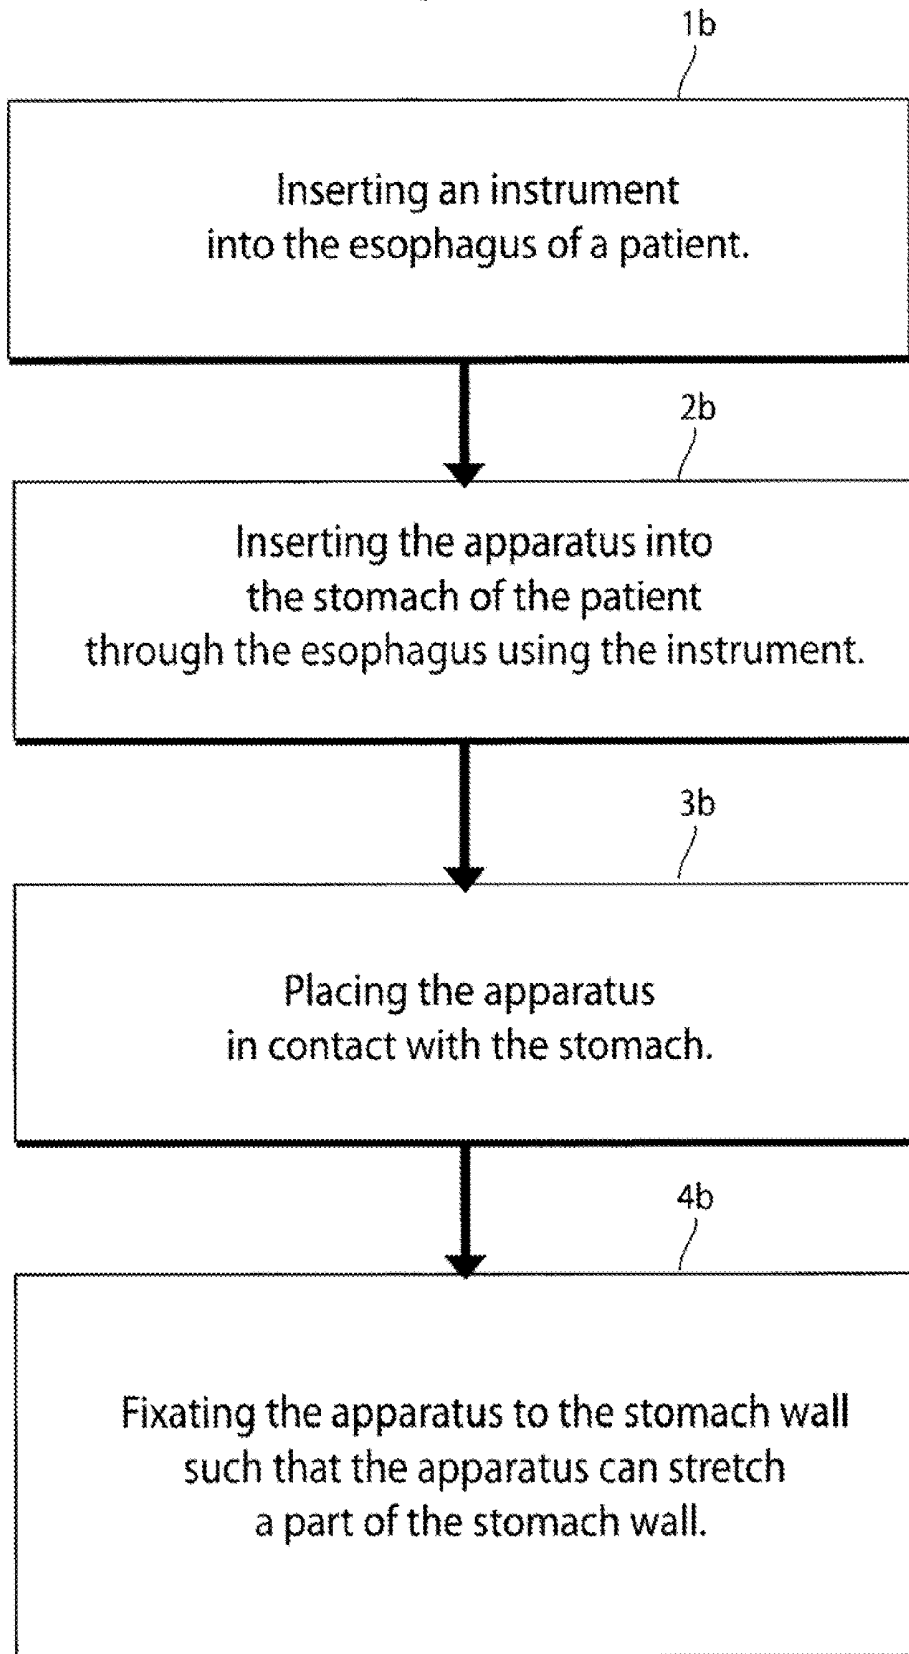 1b
Inserting an instrument
into the esophagus of a patient.
2b
Inserting the apparatus into
the stomach of the patient
through the esophagus using the instrument.
3b
Placing the apparatus
in contact with the stomach.
4b
Fixating the apparatus to the stomach wall
such that the apparatus can stretch
a part of the stomach wall.